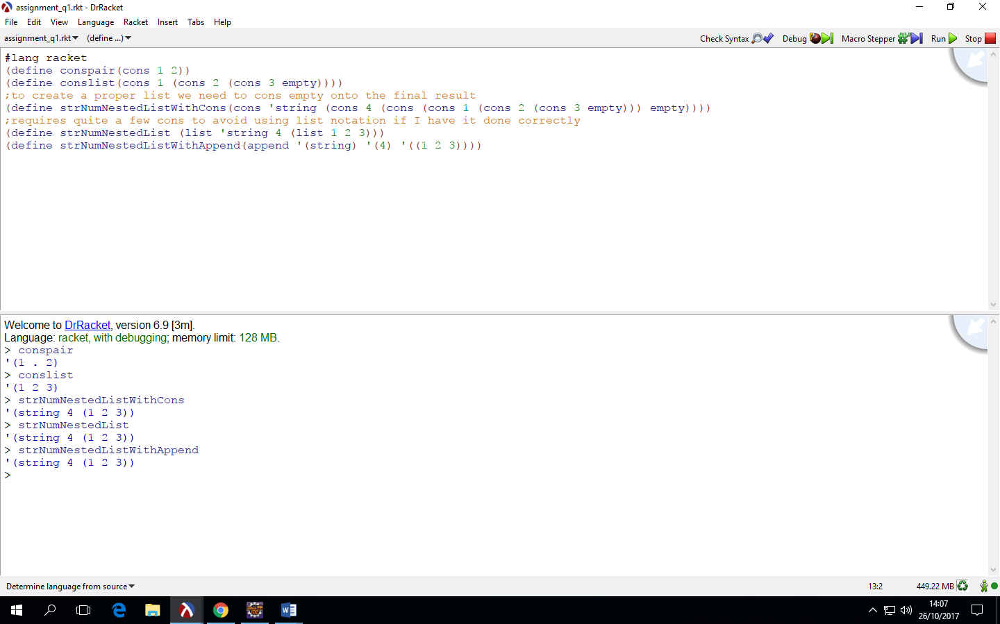 assignment_q1.rkt - DrRacket
File Edit View Language Racket Insert Tabs Help
assignment_q1.rkt (define ...) Check Syntax Debug Macro Stepper Run Stop
#lang racket
(define conspair(cons 1 2))
(define conslist(cons 1 (cons 2 (cons 3 empty))))
;to create a proper list we need to cons empty onto the final result
(define strNumNestedListWithCons(cons 'string (cons 4 (cons (cons 1 (cons 2 (cons 3 empty))) empty))))
;requires quite a few cons to avoid using list notation if I have it done correctly
(define strNumNestedList (list 'string 4 (list 1 2 3)))
(define strNumNestedListWithAppend(append '(string) '(4) '((1 2 3))))
Welcome to DrRacket, version 6.9 [3m].
Language: racket, with debugging; memory limit: 128 MB.
> conspair
'(1 . 2)
> conslist
'(1 2 3)
> strNumNestedListWithCons
'(string 4 (1 2 3))
> strNumNestedList
'(string 4 (1 2 3))
> strNumNestedListWithAppend
'(string 4 (1 2 3))
>
Determine language from source 13:2 449.22 MB
14:07
26/10/2017